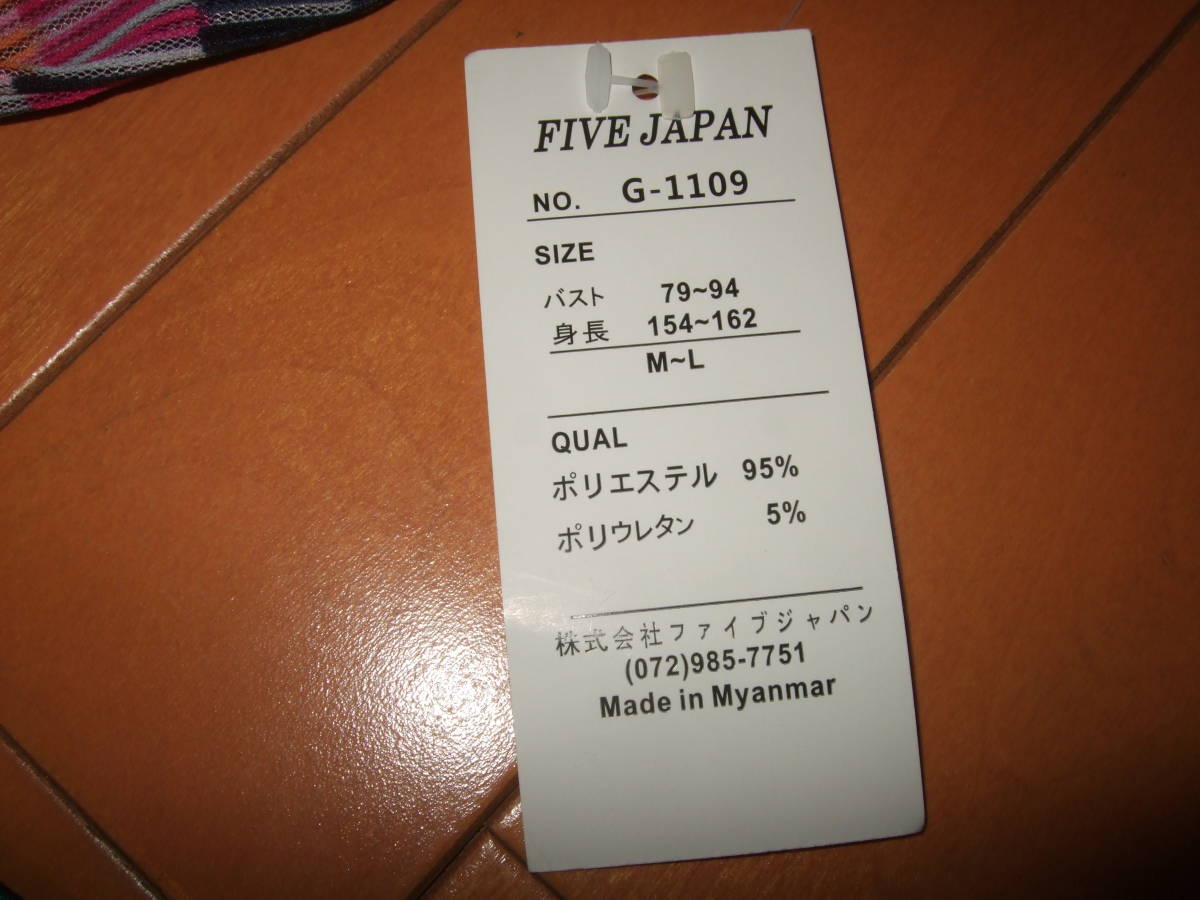 FIVE JAPAN
NO. G-1109
SIZE
バスト 79~94
身長 154~162
M~L
QUAL
ポリエステル 95%
ポリウレタン 5%
株式会社ファイブジャパン
(072)985-7751
Made in Myanmar